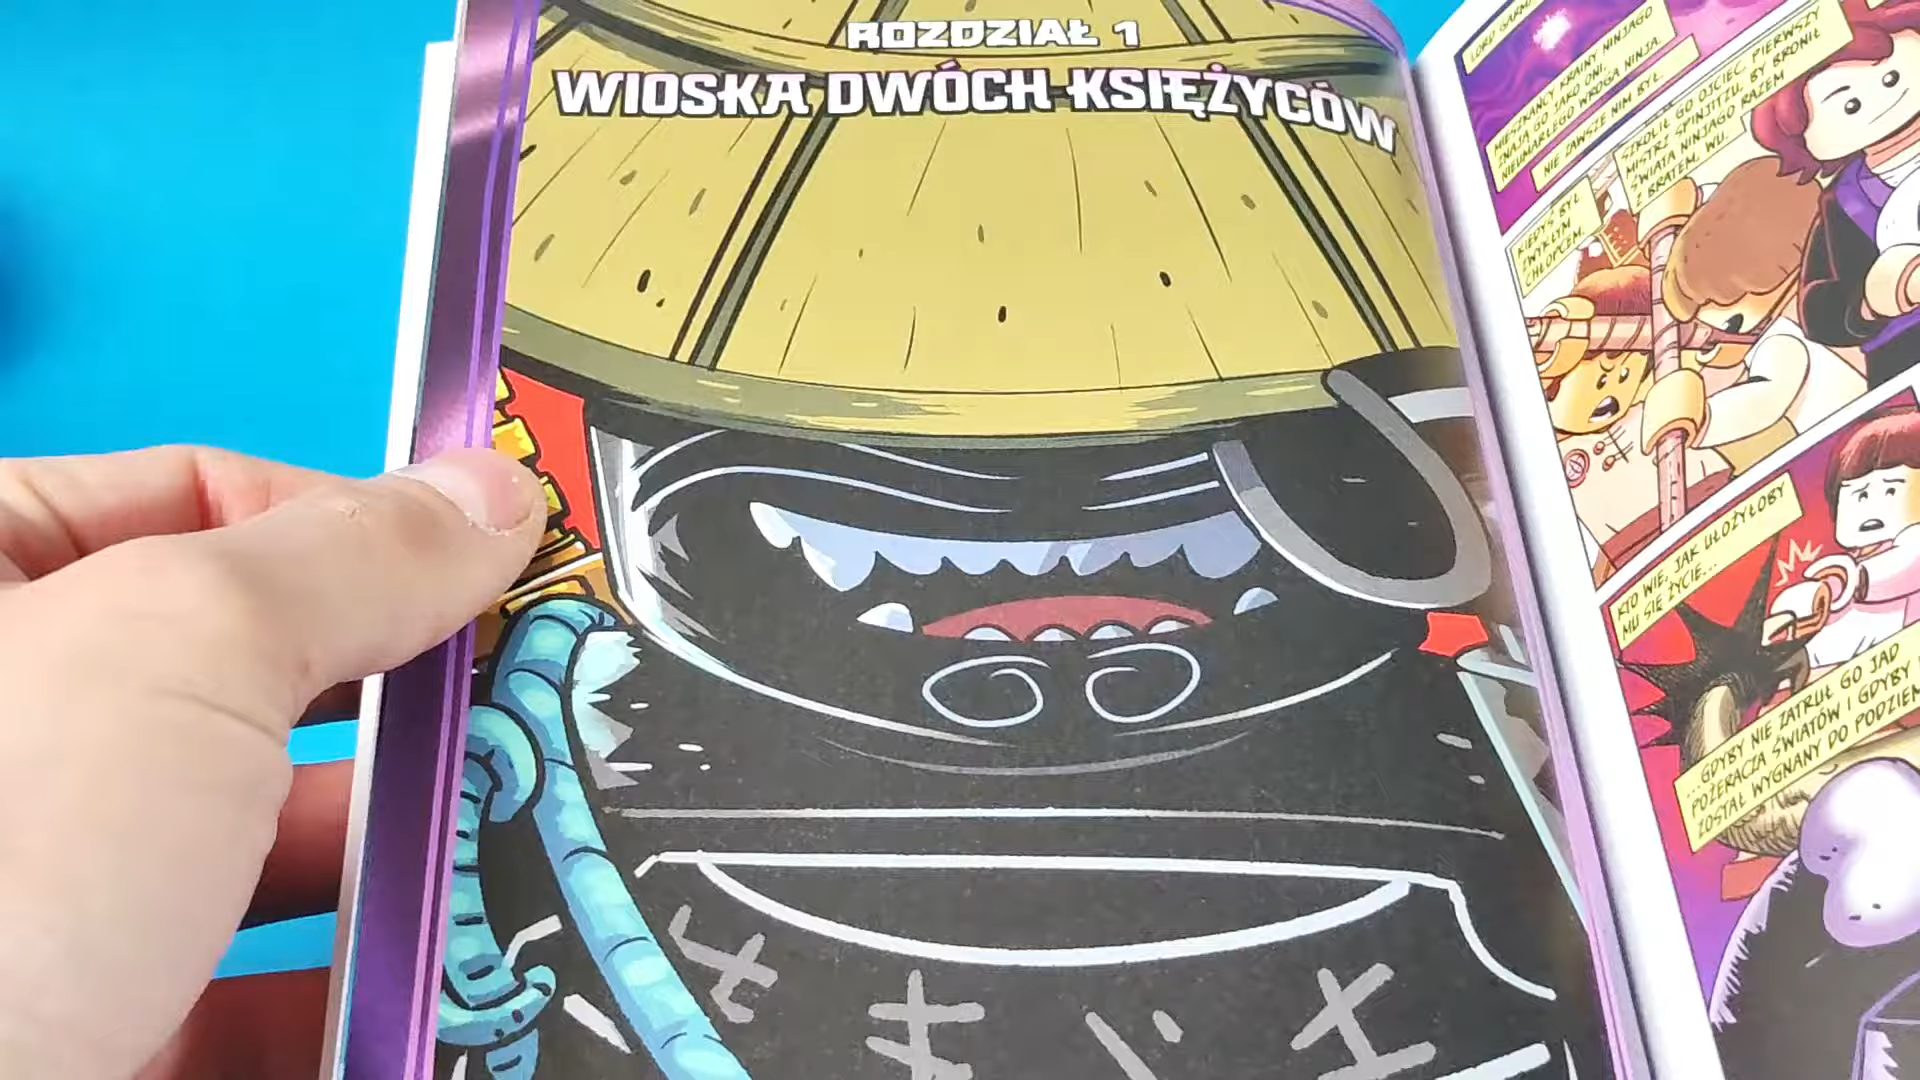 ROZDZIAŁ 1
WIOSKA DWÓCH KSIĘŻYCÓW
LORD
MIESZKAŃCY KRAINY NINJAGO
ZNAJĄ GO JAKO ONI,
NIEUMARŁEGO WROGA NINJA.
NIE ZAWSZE NIM BYŁ.
KIEDYŚ BYŁ
ZWYKŁYM
CHŁOPCEM.
SZKOLIŁ GO OJCIEC, PIERWSZY
MISTRZ SPINJITZU, BY BRONIŁ
ŚWIATA NINJAGO RAZEM
Z BRATEM, WU.
KTO WIE, JAK UŁOŻYŁOBY
MU SIĘ ŻYCIE...
...GDYBY NIE ZATRUŁ GO JAD
POŻERACZA ŚWIATÓW I GDYBY
ZOSTAŁ WYGNANY DO